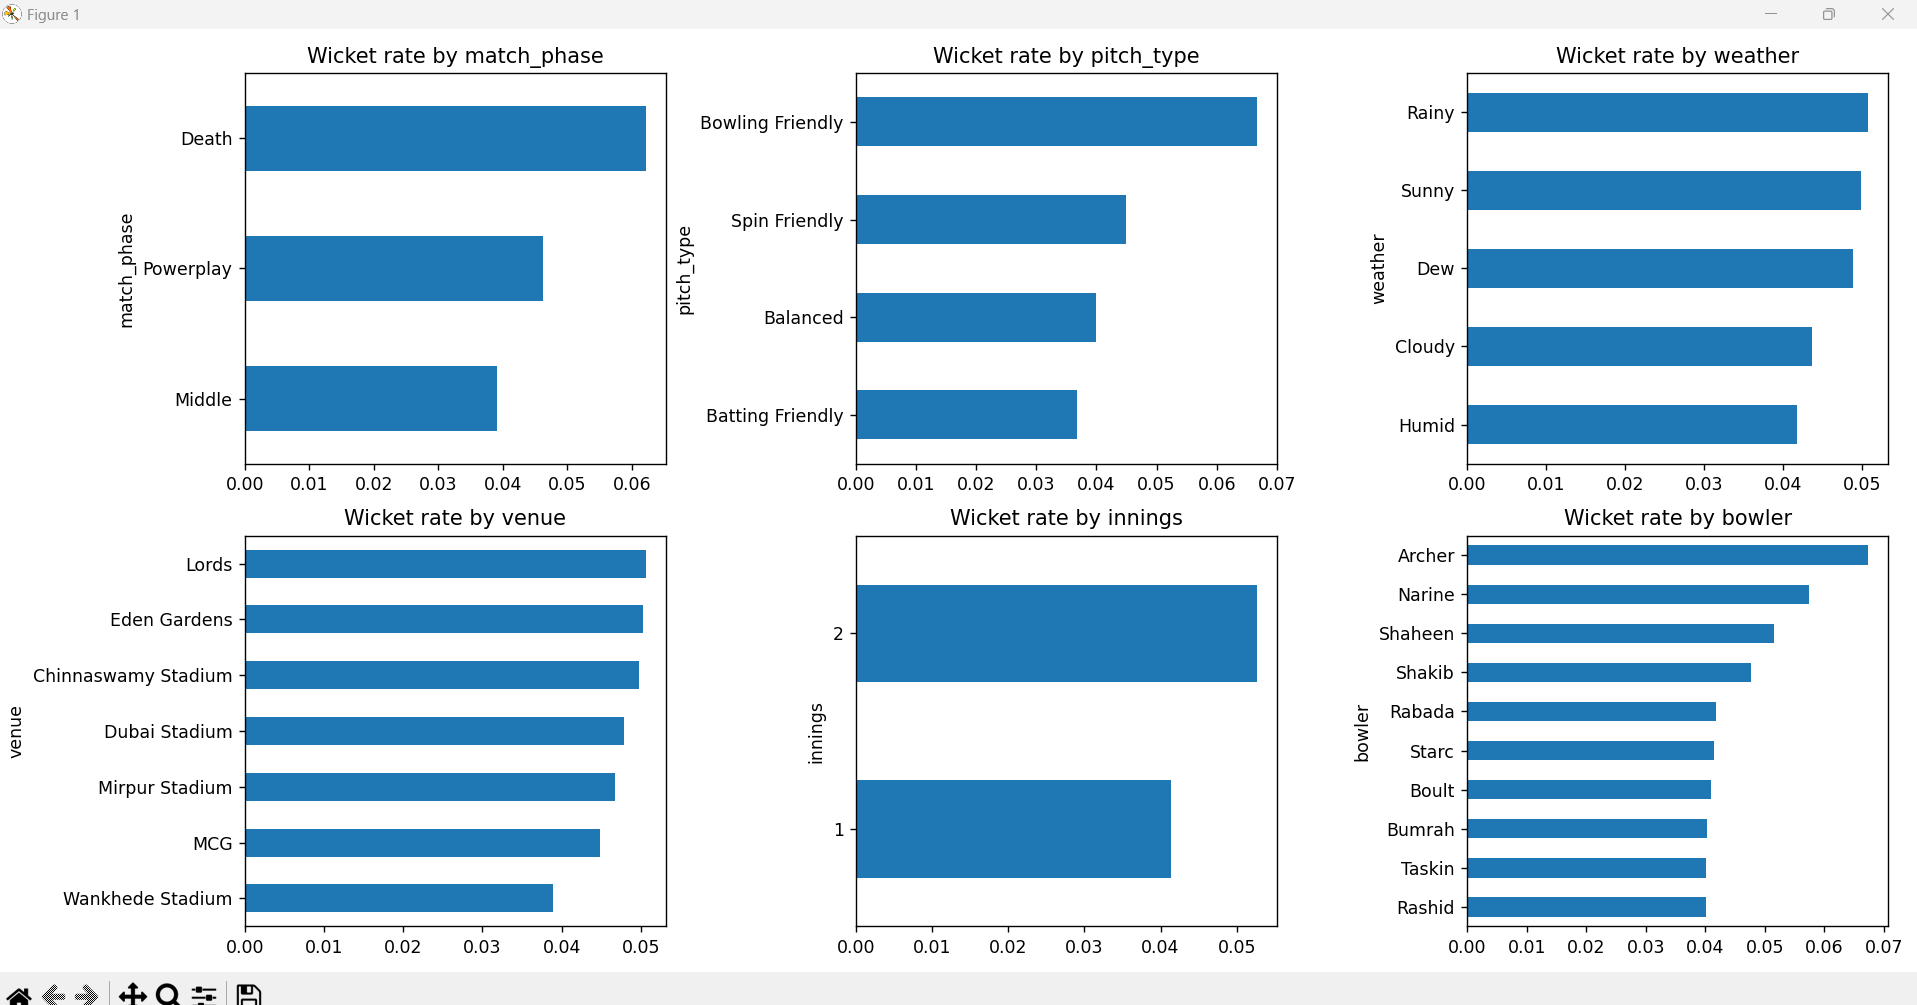 Figure 1
Wicket rate by match_phase
match_phase
Death
Powerplay
Middle
0.00 0.01 0.02 0.03 0.04 0.05 0.06
Wicket rate by pitch_type
pitch_type
Bowling Friendly
Spin Friendly
Balanced
Batting Friendly
0.00 0.01 0.02 0.03 0.04 0.05 0.06 0.07
Wicket rate by weather
weather
Rainy
Sunny
Dew
Cloudy
Humid
0.00 0.01 0.02 0.03 0.04 0.05
Wicket rate by venue
venue
Lords
Eden Gardens
Chinnaswamy Stadium
Dubai Stadium
Mirpur Stadium
MCG
Wankhede Stadium
0.00 0.01 0.02 0.03 0.04 0.05
Wicket rate by innings
innings
2
1
0.00 0.01 0.02 0.03 0.04 0.05
Wicket rate by bowler
bowler
Archer
Narine
Shaheen
Shakib
Rabada
Starc
Boult
Bumrah
Taskin
Rashid
0.00 0.01 0.02 0.03 0.04 0.05 0.06 0.07